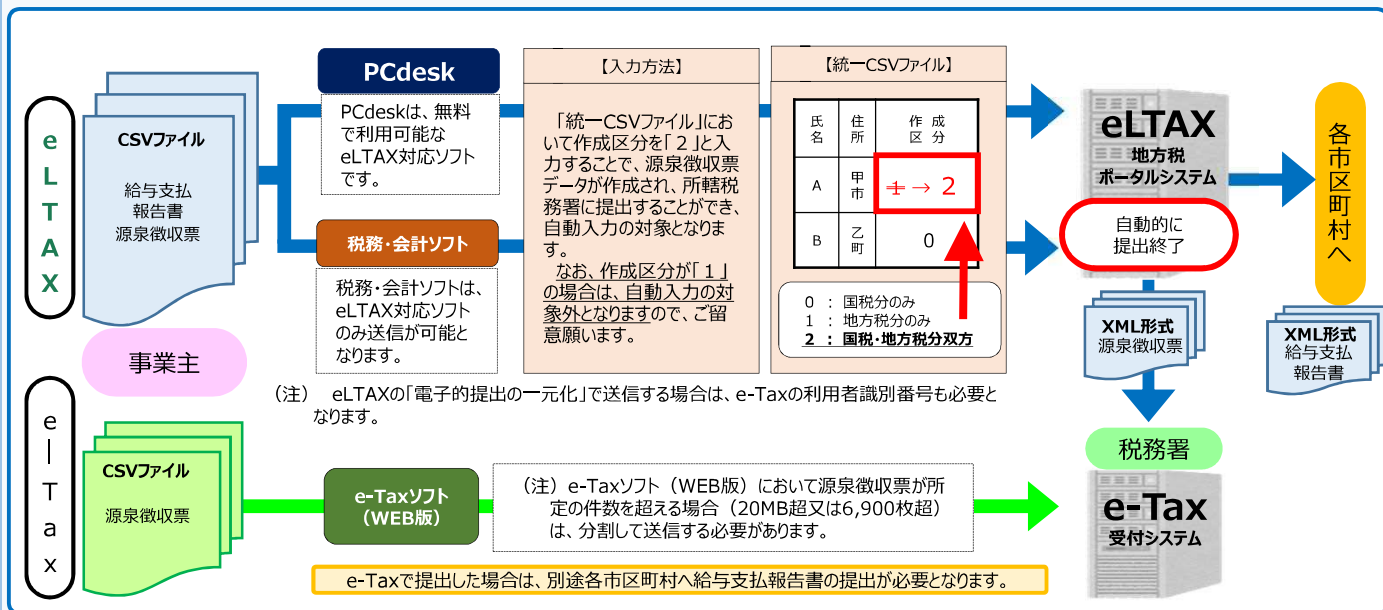 eLTAX
CSVファイル
給与支払
報告書
源泉徴収票
事業主
PCdesk
PCdeskは、無料
で利用可能な
eLTAX対応ソフト
です。
税務・会計ソフト
税務・会計ソフトは、
eLTAX対応ソフト
のみ送信が可能と
なります。
【入力方法】
「統一CSVファイル」にお
いて作成区分を「２」と入
力することで、源泉徴収票
データが作成され、所轄税
務署に提出することができ、
自動入力の対象となりま
す。
なお、作成区分が「１」
の場合は、自動入力の対
象外となりますので、ご留
意願います。
【統一CSVファイル】
氏名 住所 作成区分
A 甲市 1 → 2
B 乙町 0
0 : 国税分のみ
1 : 地方税分のみ
2 : 国税・地方税分双方
eLTAX
地方税
ポータルシステム
自動的に
提出終了
各市区町村へ
XML形式
源泉徴収票
XML形式
給与支払
報告書
（注） eLTAXの「電子的提出の一元化」で送信する場合は、e-Taxの利用者識別番号も必要と
なります。
e－Tax
CSVファイル
源泉徴収票
e-Taxソフト
（WEB版）
（注）e-Taxソフト（WEB版）において源泉徴収票が所
定の件数を超える場合（20MB超又は6,900枚超）
は、分割して送信する必要があります。
税務署
e-Tax
受付システム
e-Taxで提出した場合は、別途各市区町村へ給与支払報告書の提出が必要となります。